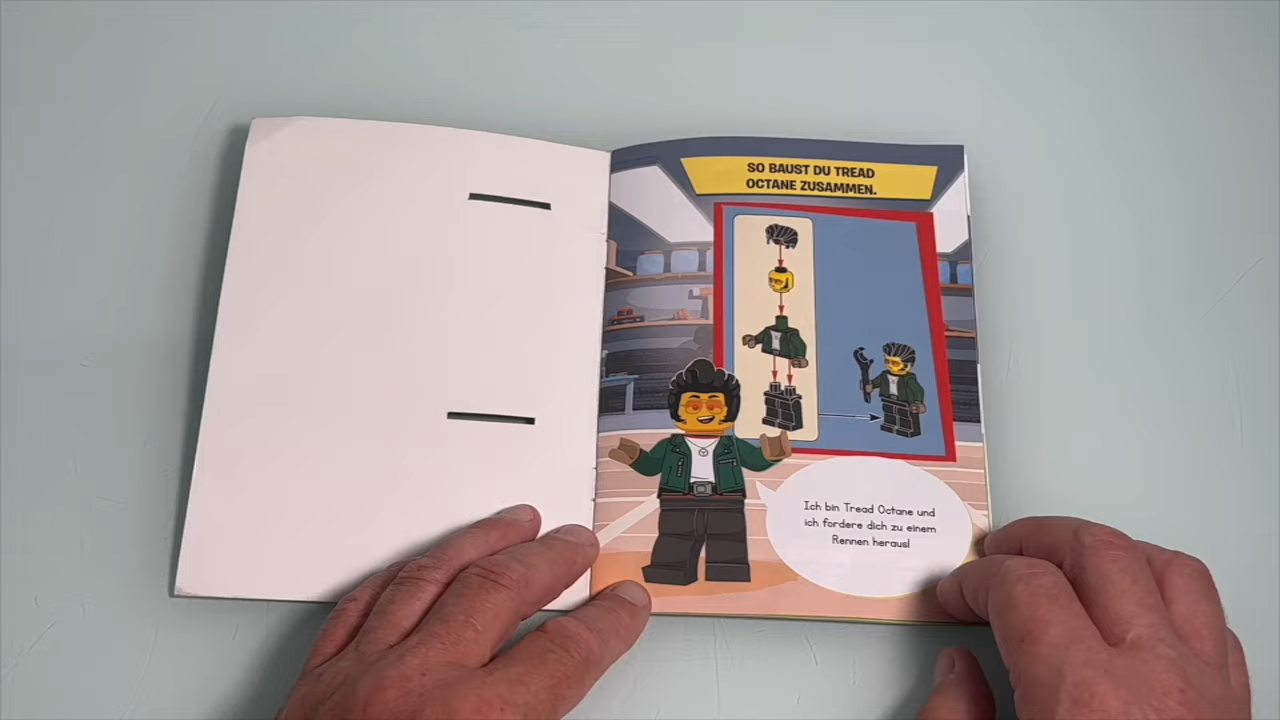 SO BAUST DU TREAD
OCTANE ZUSAMMEN.
Ich bin Tread Octane und
ich fordere dich zu einem
Rennen heraus!